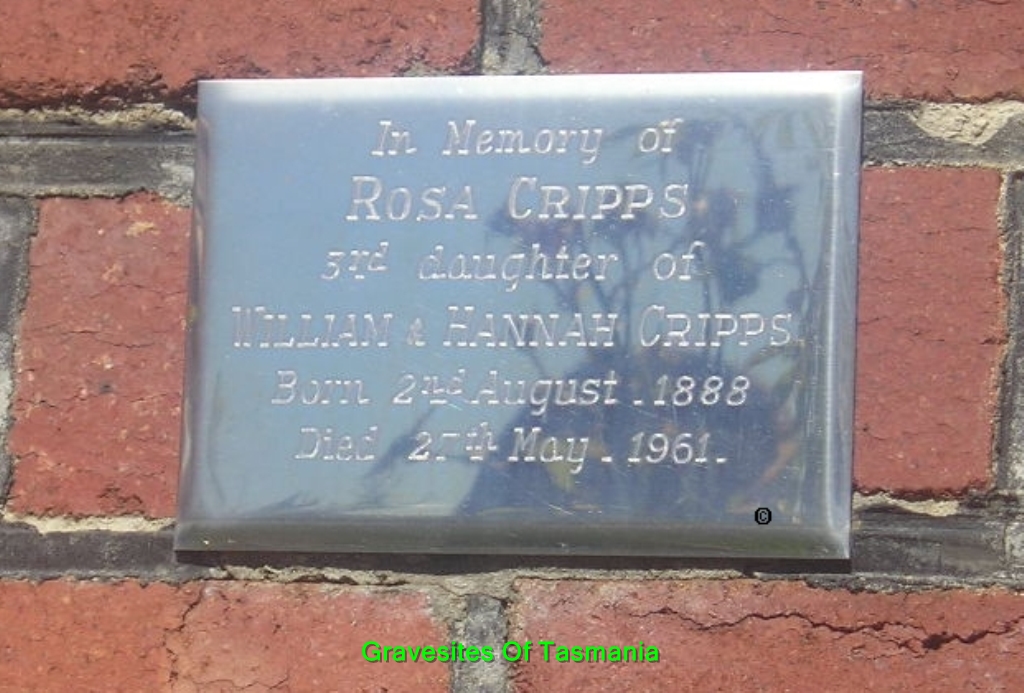 In Memory of
ROSA CRIPPS
3rd daughter of
WILLIAM & HANNAH CRIPPS.
Born 2nd August . 1888
Died 27th May . 1961.
©
Gravesites Of Tasmania